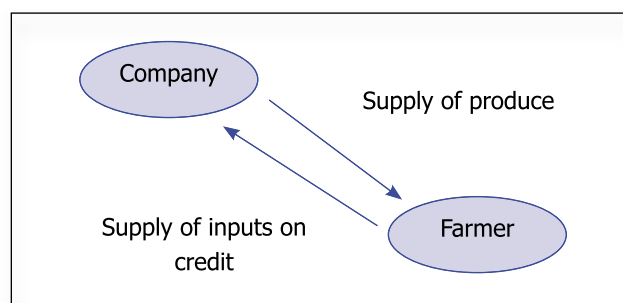 Company
Supply of produce
Supply of inputs on
credit
Farmer